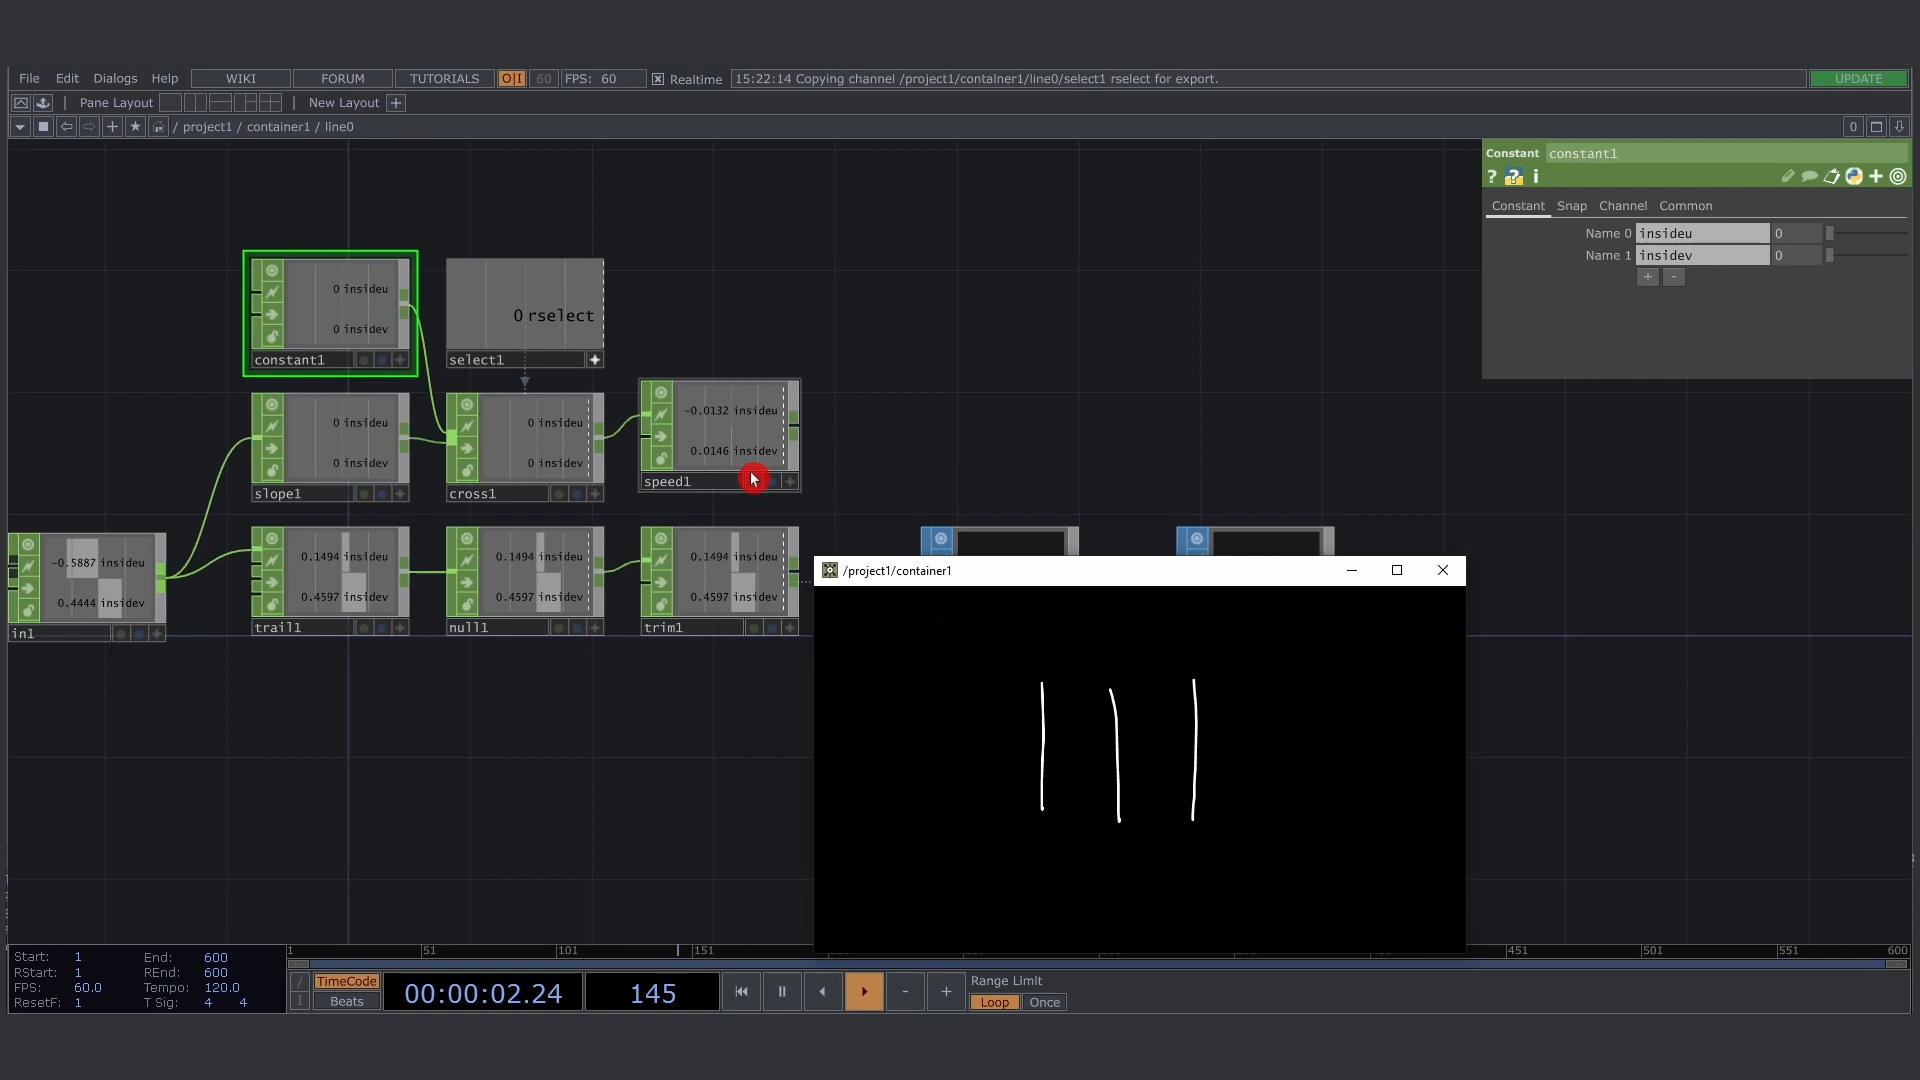 File Edit Dialogs Help WIKI FORUM TUTORIALS O|I 60 FPS: 60 Realtime 15:22:14 Copying channel /project1/container1/line0/select1 rselect for export. UPDATE
Pane Layout New Layout +
/ project1 / container1 / line0 0
Constant constant1
? ? i
Constant Snap Channel Common
Name 0 insideu 0
Name 1 insidev 0
+ -
0 insideu
0 insidev
constant1
0 rselect
select1
0 insideu
0 insidev
slope1
0 insideu
0 insidev
cross1
-0.0132 insideu
0.0146 insidev
speed1
-0.5887 insideu
0.4444 insidev
in1
0.1494 insideu
0.4597 insidev
trail1
0.1494 insideu
0.4597 insidev
null1
0.1494 insideu
0.4597 insidev
trim1
/project1/container1
1 51 101 151 451 501 551 600
Start: 1 End: 600
RStart: 1 REnd: 600
FPS: 60.0 Tempo: 120.0
ResetF: 1 T Sig: 4 4
/ TimeCode
I Beats
00:00:02.24 145 - +
Range Limit
Loop Once